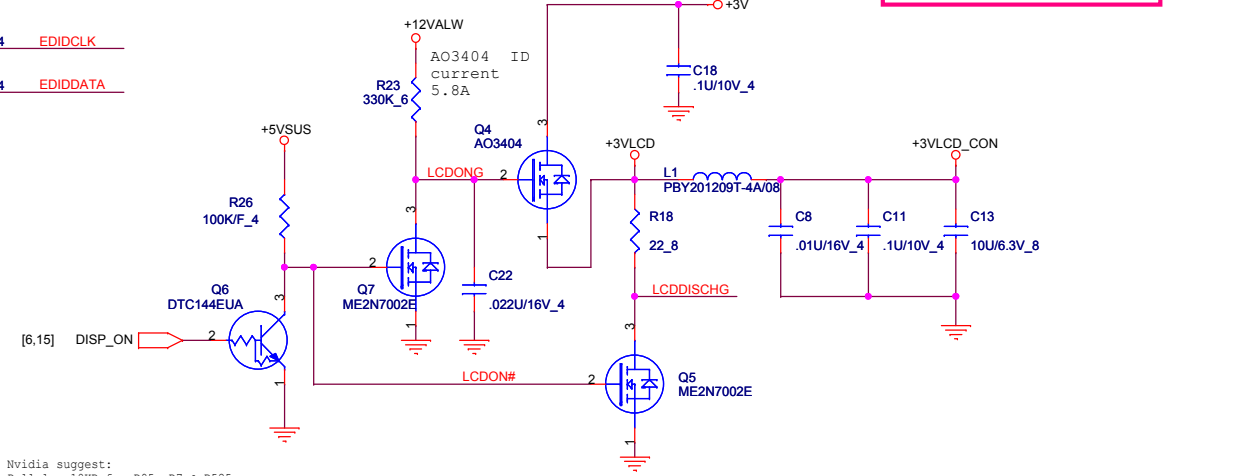 +3V
+12VALW
4 EDIDCLK
AO3404 ID
current
5.8A
C18
.1U/10V_4
4 EDIDDATA
R23
330K_6
3
+5VSUS
Q4
AO3404
+3VLCD
+3VLCD_CON
LCDONG
2
L1
PBY201209T-4A/08
R26
100K/F_4
3
R18
22_8
C8
.01U/16V_4
C11
.1U/10V_4
C13
10U/6.3V_8
1
2
Q7
ME2N7002E
C22
.022U/16V_4
Q6
DTC144EUA
3
LCDDISCHG
1
3
[6,15] DISP_ON
2
LCDON#
2
Q5
ME2N7002E
1
1
Nvidia suggest: